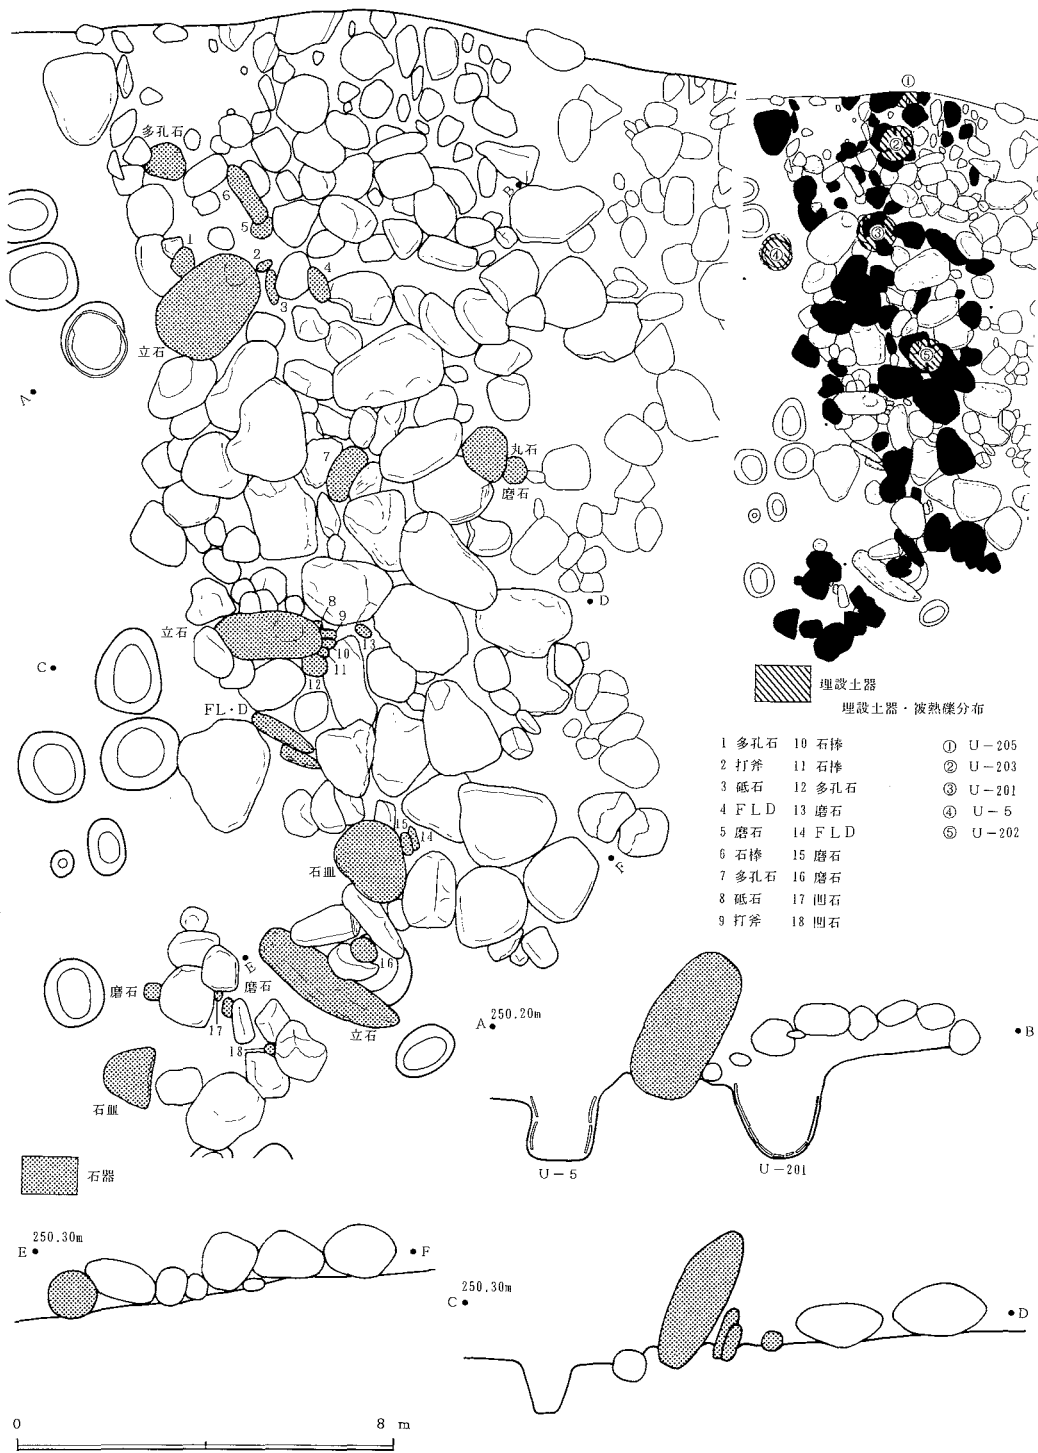 多孔石
6
5
1
2
4
3
立石
A
B
①
②
③
④
⑤
7
丸石
磨石
D
立石
8
9
10
11
12
13
C
FL・D
15
14
石皿
F
E
磨石
磨石
17
18
16
立石
石皿
埋設土器
埋設土器・被熱礫分布
1 多孔石 10 石棒 ① U-205
2 打斧 11 石棒 ② U-203
3 砥石 12 多孔石 ③ U-201
4 FLD 13 磨石 ④ U-5
5 磨石 14 FLD ⑤ U-202
6 石棒 15 磨石
7 多孔石 16 磨石
8 砥石 17 凹石
9 打斧 18 凹石
石器
A 250.20m B
U-5 U-201
E 250.30m F
C 250.30m D
0 8 m